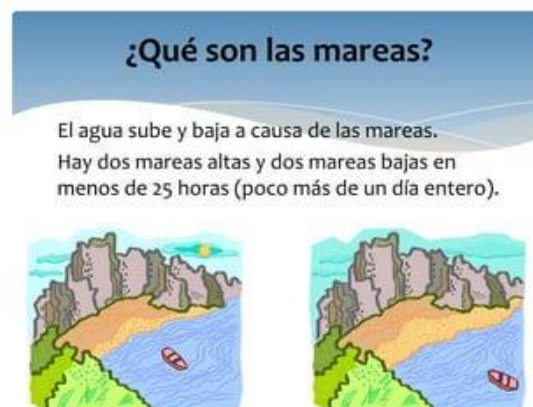 ¿Qué son las mareas?
El agua sube y baja a causa de las mareas.
Hay dos mareas altas y dos mareas bajas en
menos de 25 horas (poco más de un día entero).